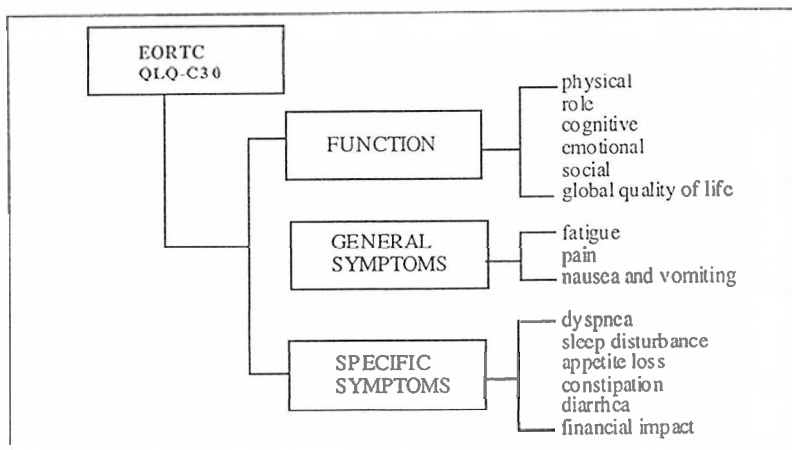 EORTC
QLQ-C30
FUNCTION
physical
role
cognitive
emotional
social
global quality of life
GENERAL
SYMPTOMS
fatigue
pain
nausea and vomiting
SPECIFIC
SYMPTOMS
dyspnea
sleep disturbance
appetite loss
constipation
diarrhea
financial impact